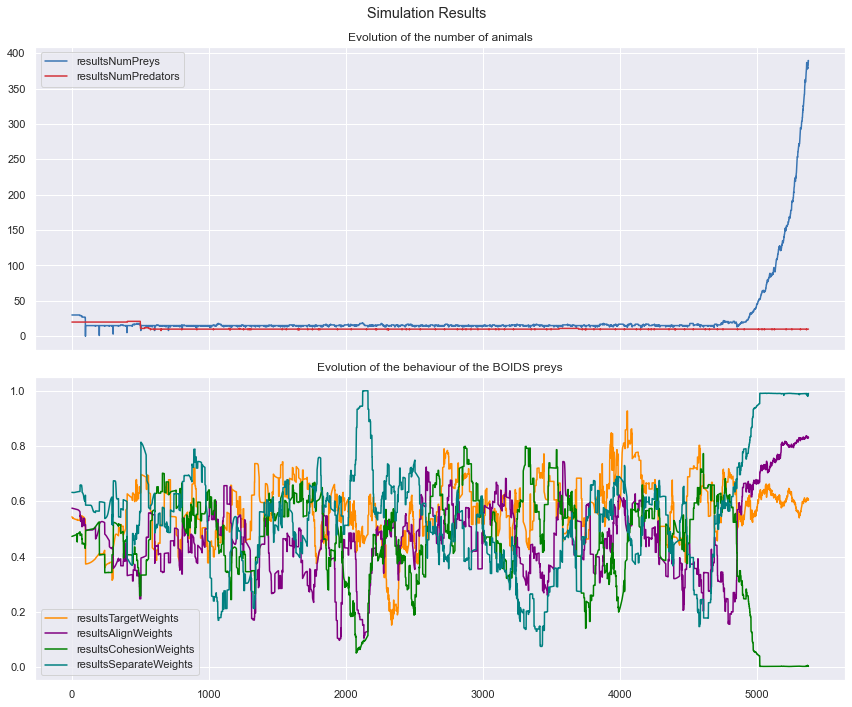 Simulation Results
Evolution of the number of animals
resultsNumPreys
resultsNumPredators
400
350
300
250
200
150
100
50
0
Evolution of the behaviour of the BOIDS preys
1.0
0.8
0.6
0.4
0.2
0.0
resultsTargetWeights
resultsAlignWeights
resultsCohesionWeights
resultsSeparateWeights
0 1000 2000 3000 4000 5000